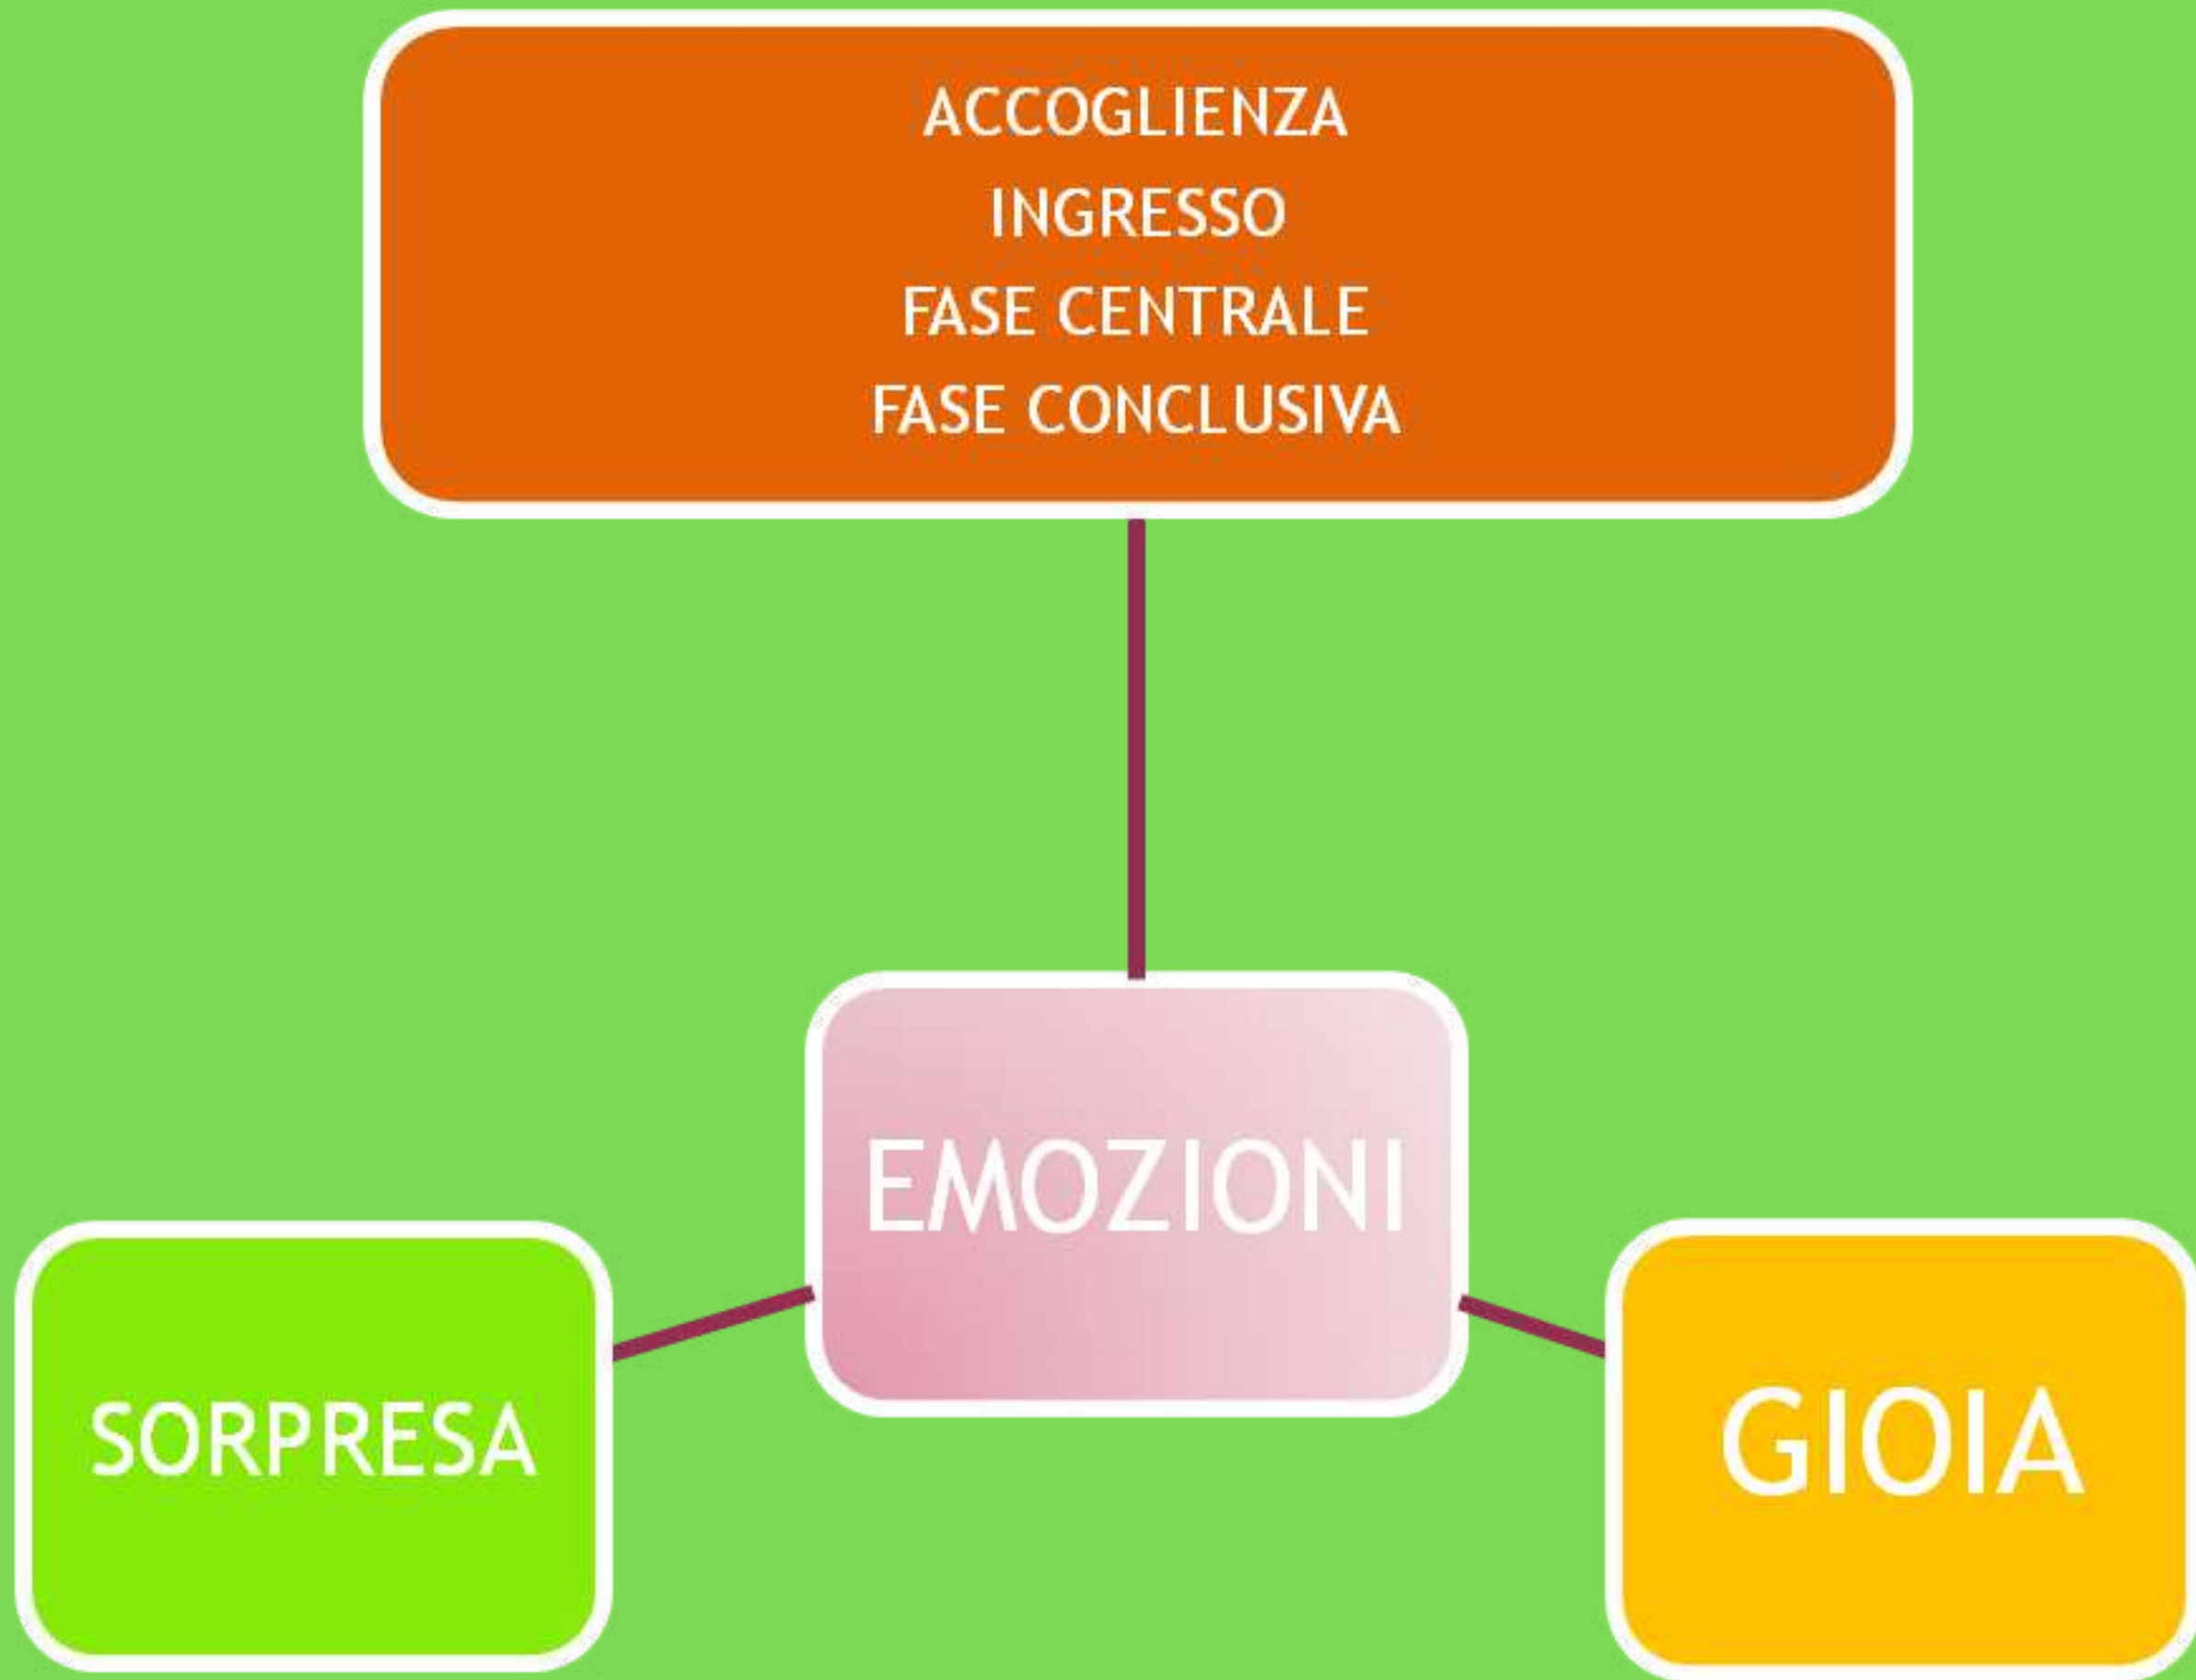 ACCOGLIENZA
INGRESSO
FASE CENTRALE
FASE CONCLUSIVA
EMOZIONI
SORPRESA
GIOIA